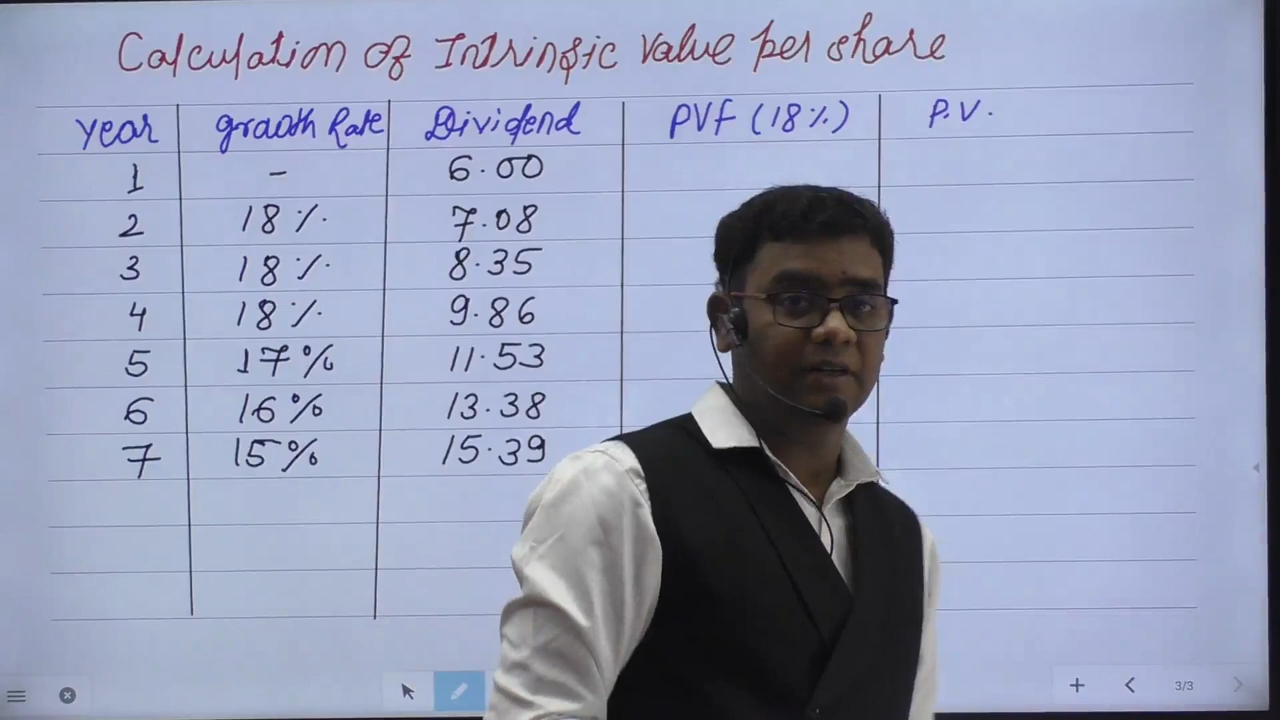 Calculation of Intrinsic Value per share
Year growth Rate Dividend PVf (18%) P.V.
1 - 6.00
2 18% 7.08
3 18% 8.35
4 18% 9.86
5 17% 11.53
6 16% 13.38
7 15% 15.39
3/3